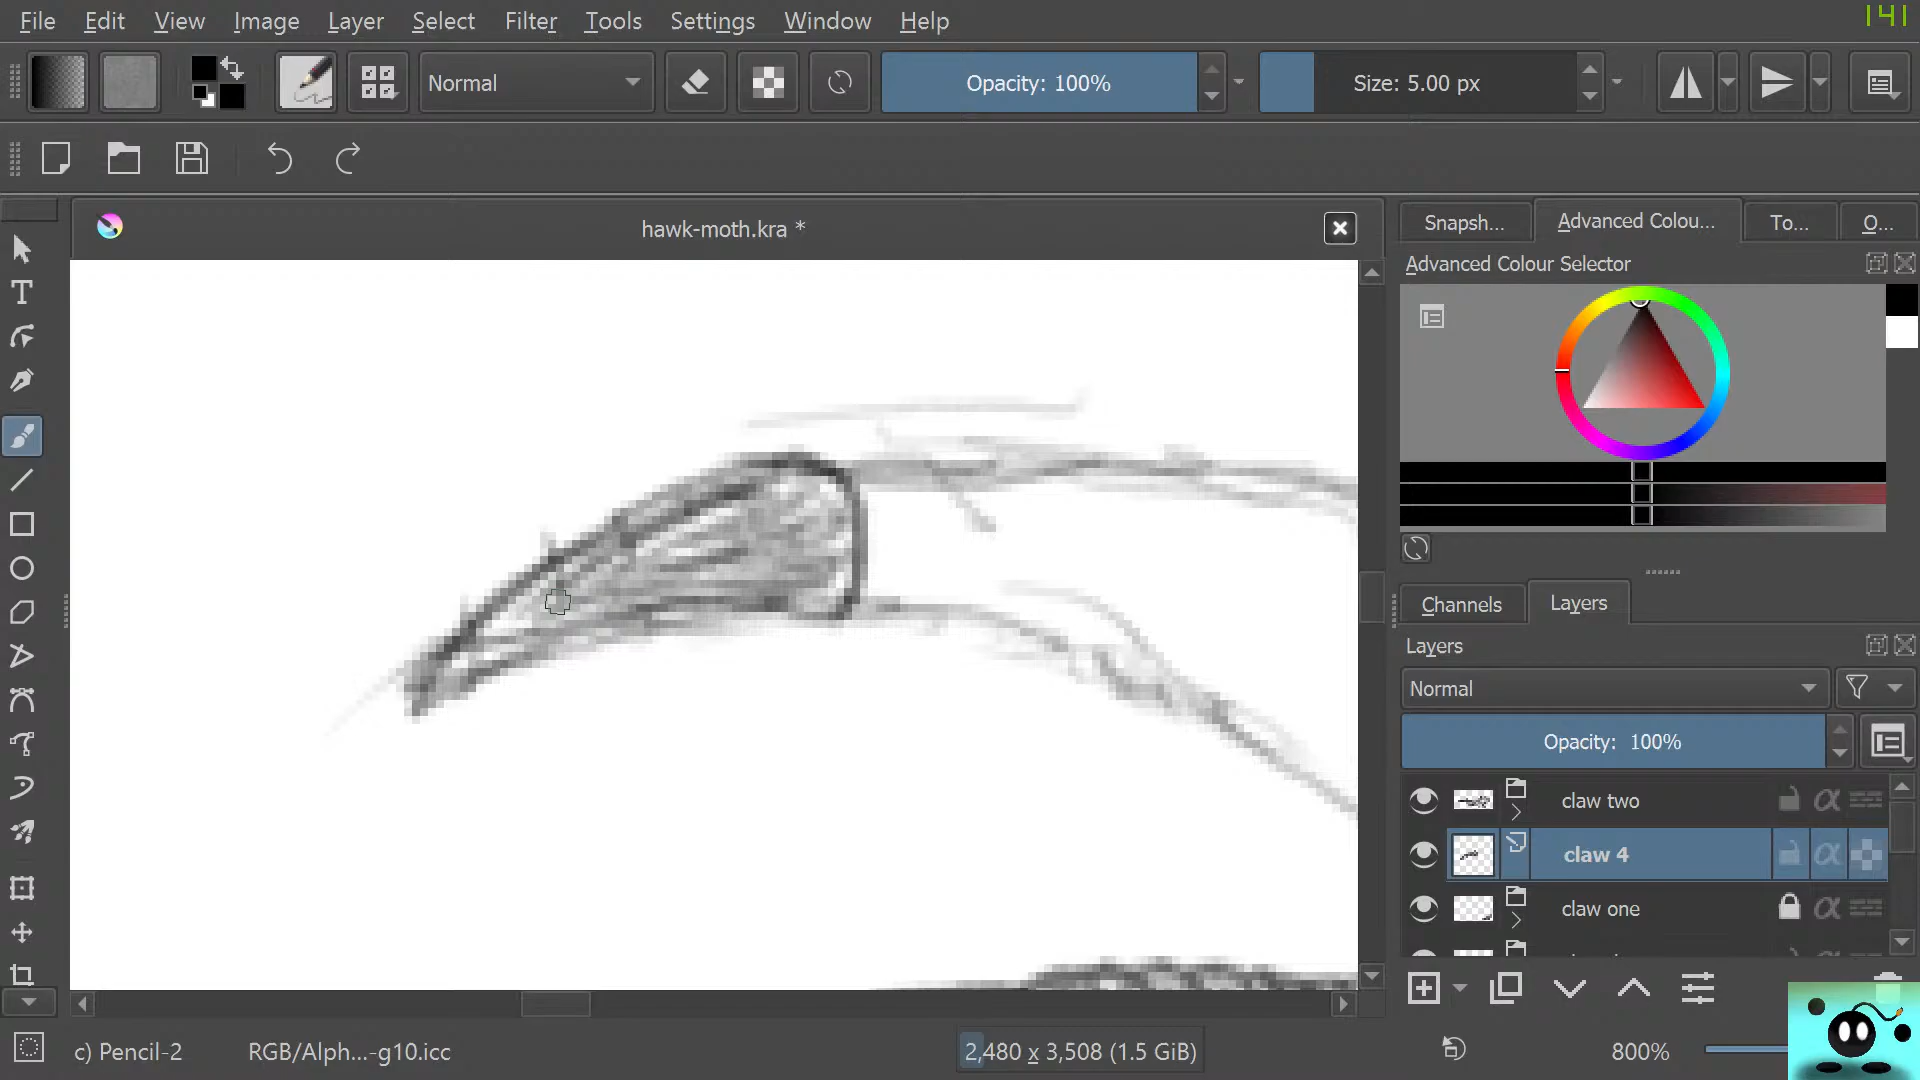 File Edit View Image Layer Select Filter Tools Settings Window Help
141
Normal
Opacity: 100%
Size: 5.00 px
hawk-moth.kra *
Snapsh...
Advanced Colou...
To...
O...
Advanced Colour Selector
T
Channels
Layers
Layers
Normal
Opacity: 100%
claw two
claw 4
claw one
c) Pencil-2
RGB/Alph...-g10.icc
2,480 x 3,508 (1.5 GiB)
800%